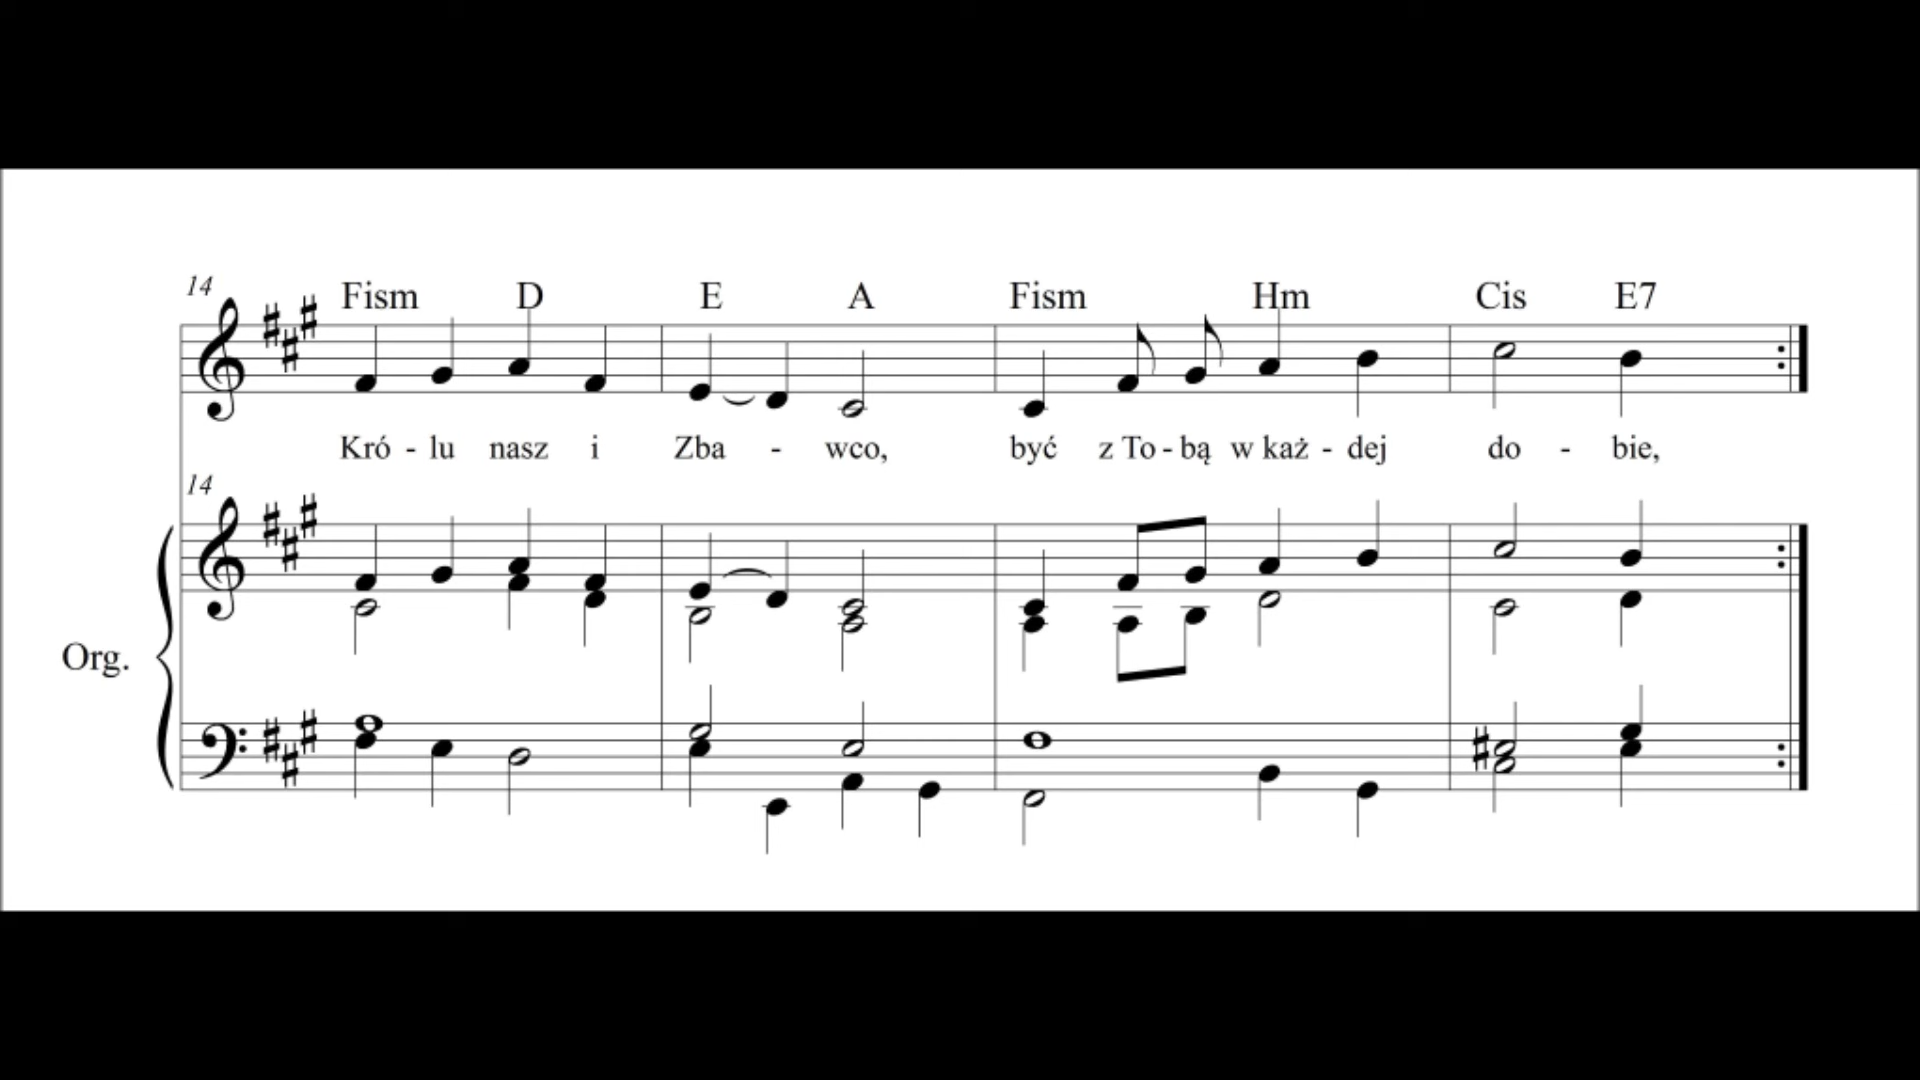 14 Fism D E A Fism Hm Cis E7
Kró - lu nasz i Zba - wco, być z To - bą w każ - dej do - bie,
14
Org.